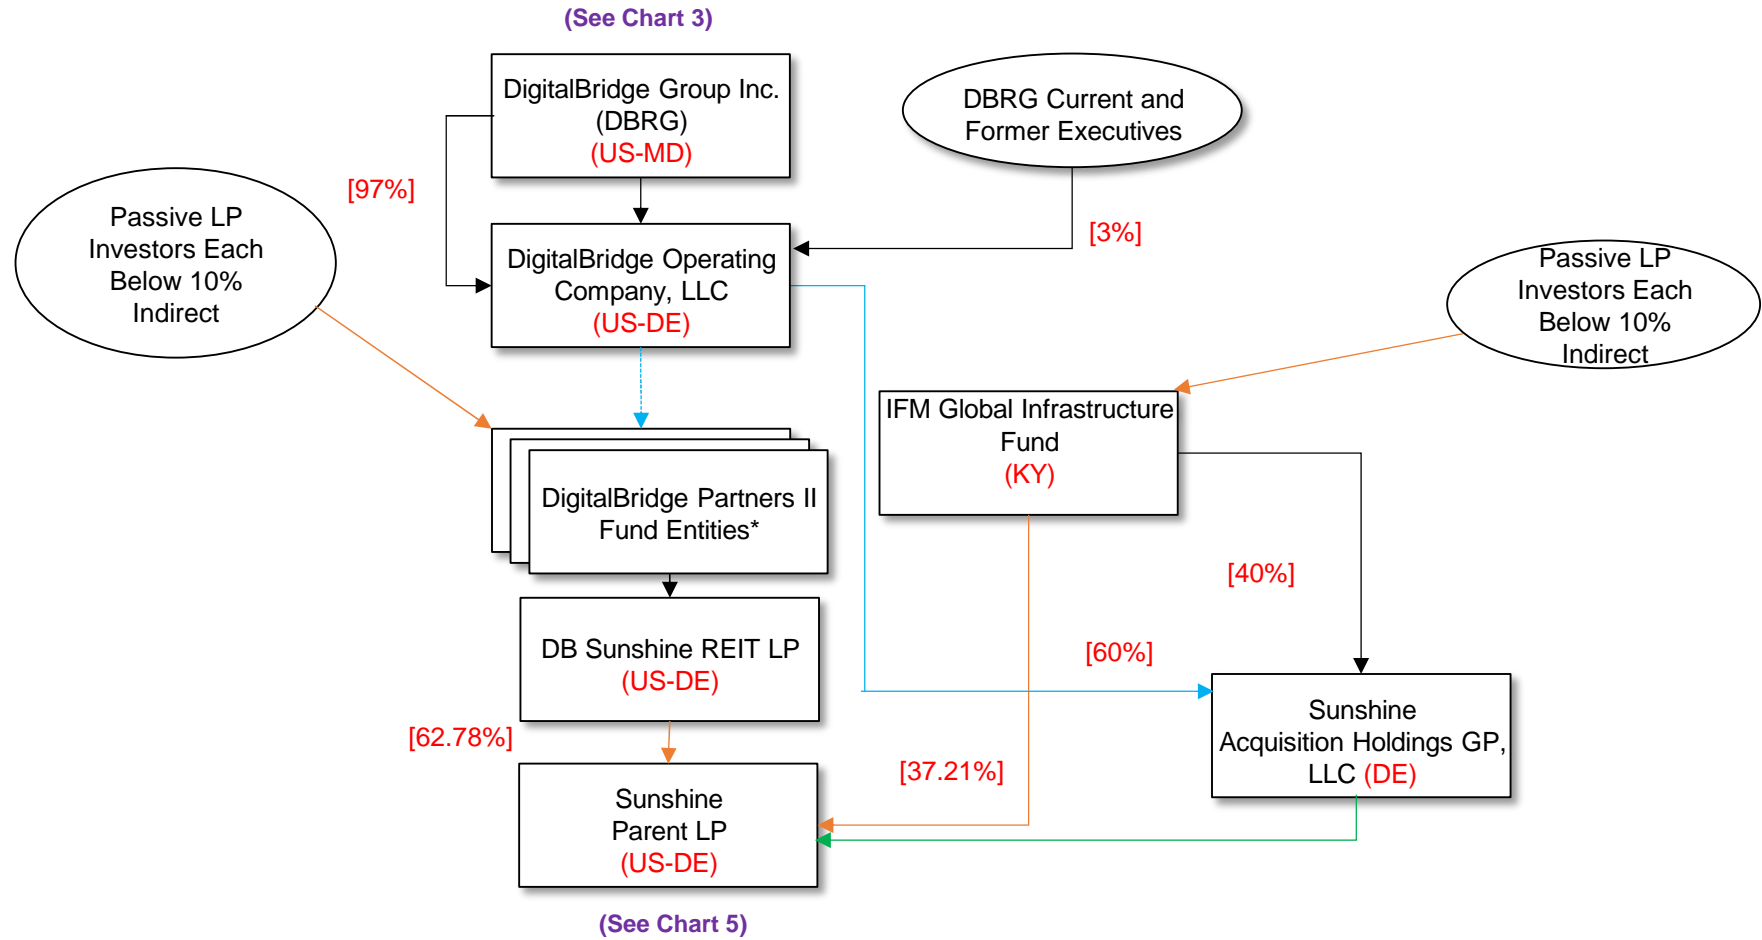 (See Chart 3)
DigitalBridge Group Inc.
(DBRG)
(US-MD)
DBRG Current and
Former Executives
[97%]
[3%]
Passive LP
Investors Each
Below 10%
Indirect
DigitalBridge Operating
Company, LLC
(US-DE)
Passive LP
Investors Each
Below 10%
Indirect
IFM Global Infrastructure
Fund
(KY)
DigitalBridge Partners II
Fund Entities*
[40%]
DB Sunshine REIT LP
(US-DE)
[60%]
[62.78%]
[37.21%]
Sunshine
Acquisition Holdings GP,
LLC (DE)
Sunshine
Parent LP
(US-DE)
(See Chart 5)